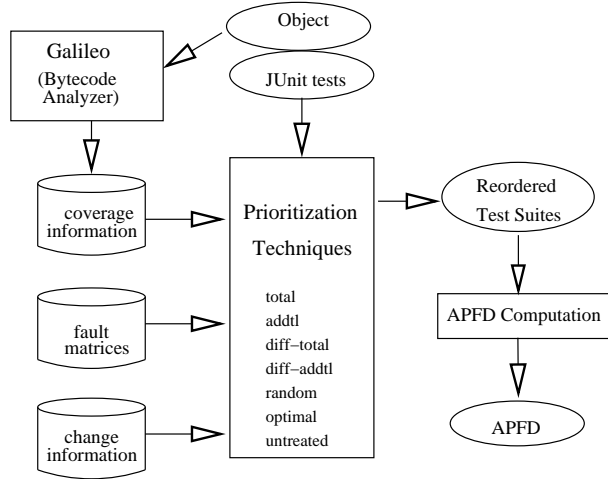 Object
Galileo
(Bytecode
Analyzer)
JUnit tests
coverage
information
Prioritization
Techniques
total
addtl
diff-total
diff-addtl
random
optimal
untreated
fault
matrices
change
information
Reordered
Test Suites
APFD Computation
APFD